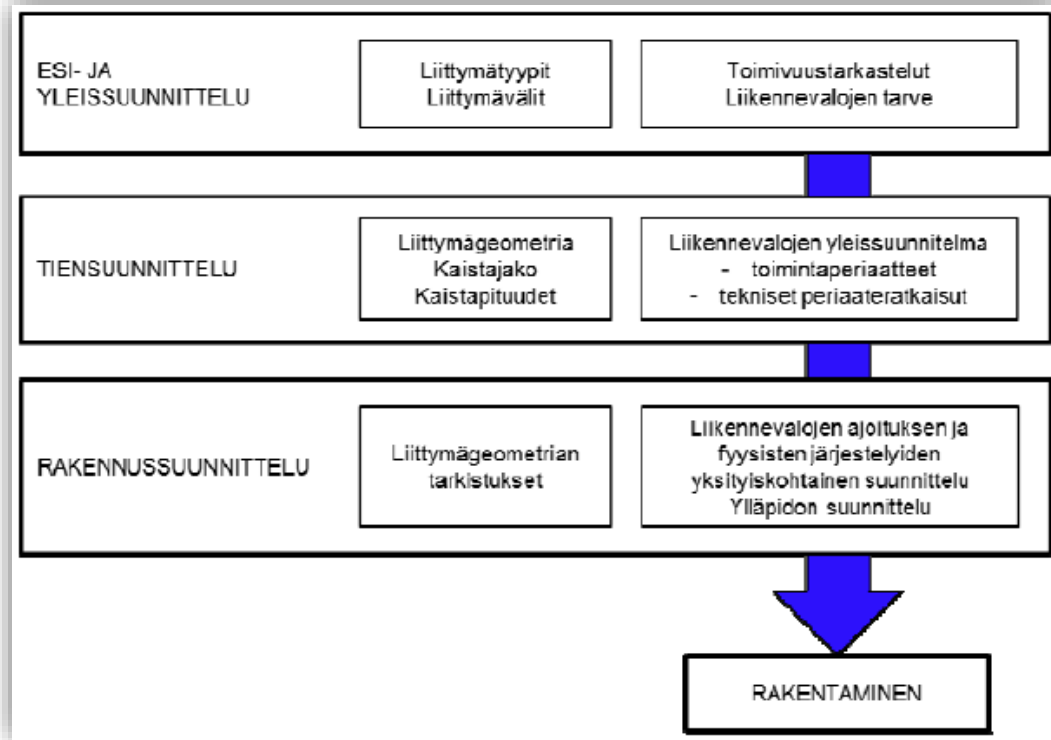 ESI- JA
YLEISSUUNNITTELU
Liittymätyypit
Liittymävälit
Toimivuustarkastelut
Liikennevalojen tarve
TIENSUUNNITTELU
Liittymägeometria
Kaistajako
Kaistapituudet
Liikennevalojen yleissuunnitelma
- toimintaperiaatteet
- tekniset periaateratkaisut
RAKENNUSSUUNNITTELU
Liittymägeometrian
tarkistukset
Liikennevalojen ajoituksen ja
fyysisten järjestelyiden
yksityiskohtainen suunnittelu
Ylläpidon suunnittelu
RAKENTAMINEN